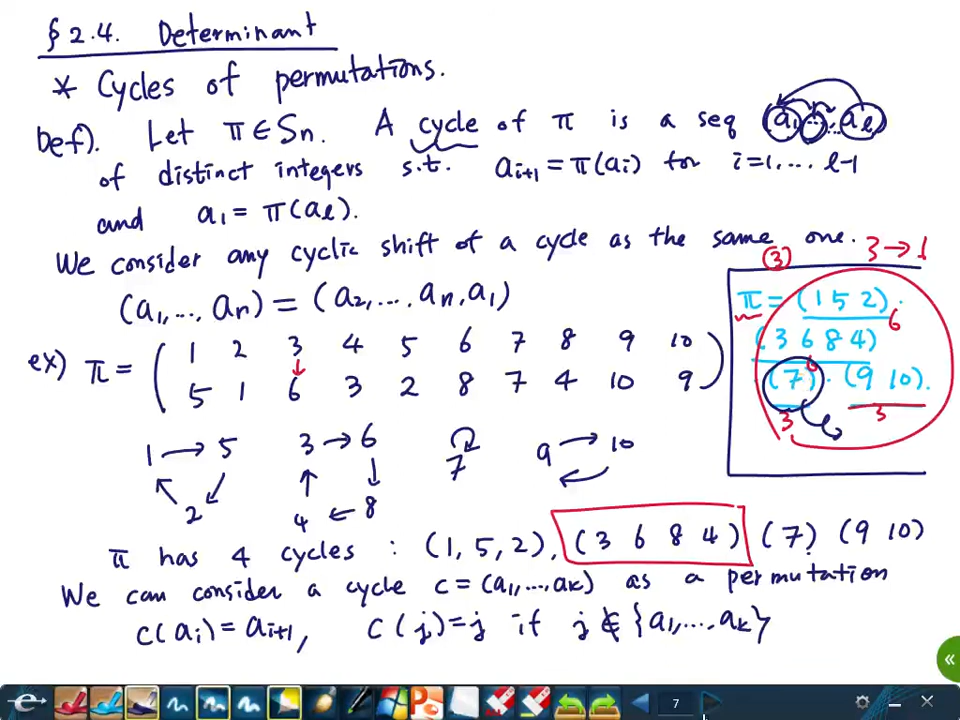 § 2.4. Determinant
* Cycles of permutations.
Def). Let π ∈ Sn. A cycle of π is a seq (a1, ..., aℓ)
of distinct integers s.t. ai+1 = π(ai) for i=1, ... ℓ-1
and a1 = π(aℓ).
We consider any cyclic shift of a cycle as the same one.
(a1, ..., an) = (a2, ... an, a1)
3 → 1
3
π = (1 5 2) .
6
(3 6 8 4)
(7) · (9 10).
3 3
ex) π = ( 1 2 3 4 5 6 7 8 9 10 )
5 1 6 3 2 8 7 4 10 9
1 → 5 3 → 6 7 9 → 10
2 4 ← 8
π has 4 cycles : (1, 5, 2), (3 6 8 4) (7) (9 10)
We can consider a cycle c = (a1, ..., ak) as a permutation
c(ai) = ai+1, c(j) = j if j ∉ {a1, ..., ak}
7